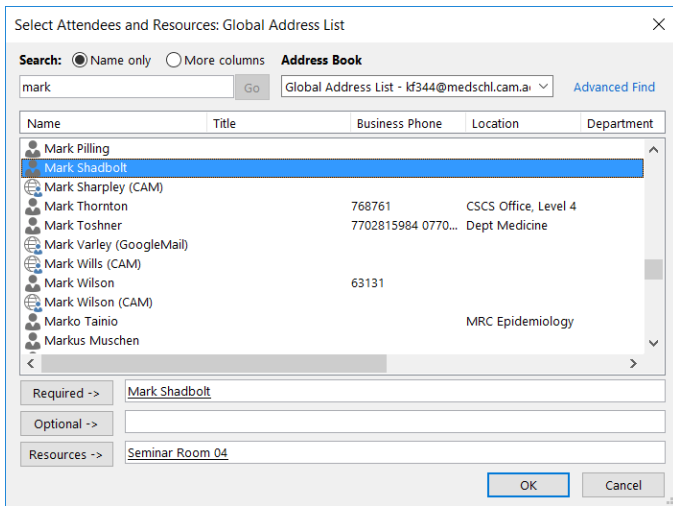 Select Attendees and Resources: Global Address List
Search: Name only More columns Address Book
mark Go Global Address List - kf344@medschl.cam.a Advanced Find
Name Title Business Phone Location Department
Mark Pilling
Mark Shadbolt
Mark Sharpley (CAM)
Mark Thornton 768761 CSCS Office, Level 4
Mark Toshner 7702815984 0770... Dept Medicine
Mark Varley (GoogleMail)
Mark Wills (CAM)
Mark Wilson 63131
Mark Wilson (CAM)
Marko Tainio MRC Epidemiology
Markus Muschen
Required -> Mark Shadbolt
Optional ->
Resources -> Seminar Room 04
OK Cancel